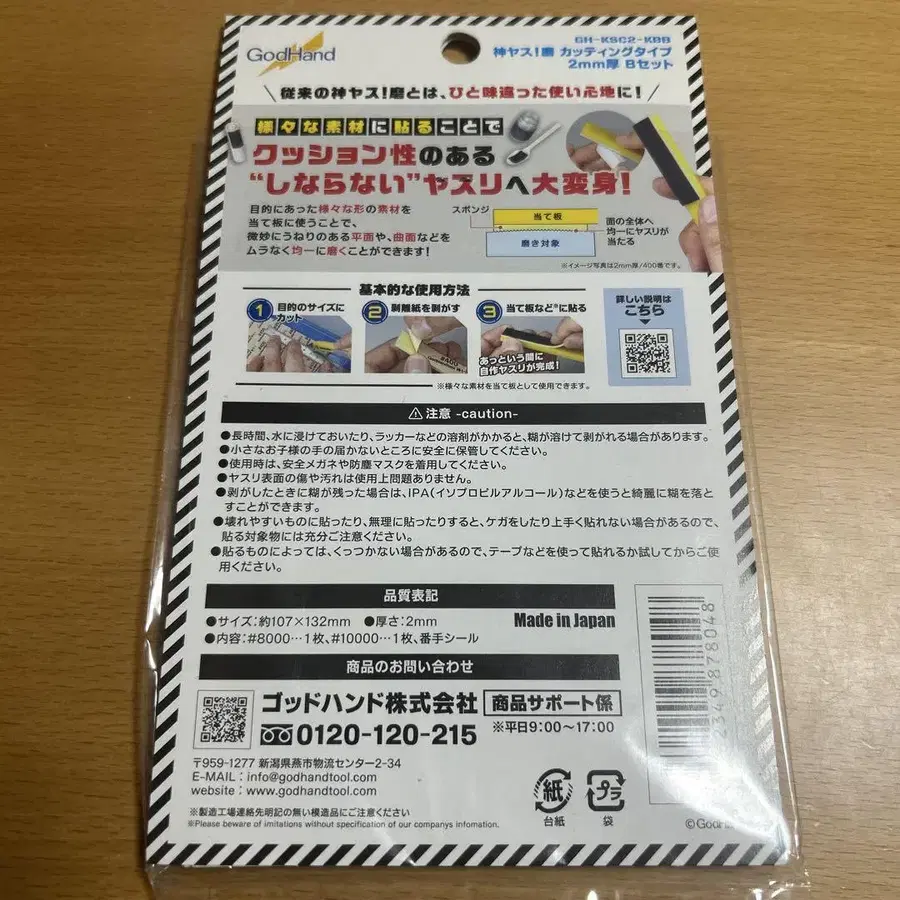 GodHand
GH-KSC2-KBB
神ヤス!磨 カッティングタイプ
2mm厚 Bセット
従来の神ヤス!磨とは、ひと味違った使い心地に!
様々な素材に貼ることで
クッション性のある
“しならない”ヤスリへ大変身!
目的にあった様々な形の素材を
当て板に使うことで、
微妙にうねりのある平面や、曲面などを
ムラなく均一に磨くことができます!
スポンジ
当て板
磨き対象
面の全体へ
均一にヤスリが
当たる
※イメージ写真は2mm厚/400番です。
基本的な使用方法
1 目的のサイズに
カット
2 剥離紙を剥がす
3 当て板など※に貼る
あっという間に
自作ヤスリが完成!
詳しい説明は
こちら
※様々な素材を当て板として使用できます。
⚠注意 -caution-
●長時間、水に浸けておいたり、ラッカーなどの溶剤がかかると、糊が溶けて剥がれる場合があります。
●小さなお子様の手の届かないところに安全に保管してください。
●使用時は、安全メガネや防塵マスクを着用してください。
●ヤスリ表面の傷や汚れは使用上問題ありません。
●剥がしたときに糊が残った場合は、IPA(イソプロピルアルコール)などを使うと綺麗に糊を落と
すことができます。
●壊れやすいものに貼ったり、無理に貼ったりすると、ケガをしたり上手く貼れない場合があるので、
貼る対象物には充分ご注意ください。
●貼るものによっては、くっつかない場合があるので、テープなどを使って貼れるか試してからご使
用ください。
品質表記
●サイズ:約107×132mm ●厚さ:2mm
Made in Japan
●内容:#8000…1枚、#10000…1枚、番手シール
商品のお問い合わせ
ゴッドハンド株式会社 商品サポート係
0120-120-215 ※平日9:00〜17:00
〒959-1277 新潟県燕市物流センター2-34
E-MAIL : info@godhandtool.com
website : www.godhandtool.com
※製造工場連絡先明記の無い模造品にご注意ください
※Please beware of imitations without specification of our companys infomation.
紙
台紙
プラ
袋
©GodH